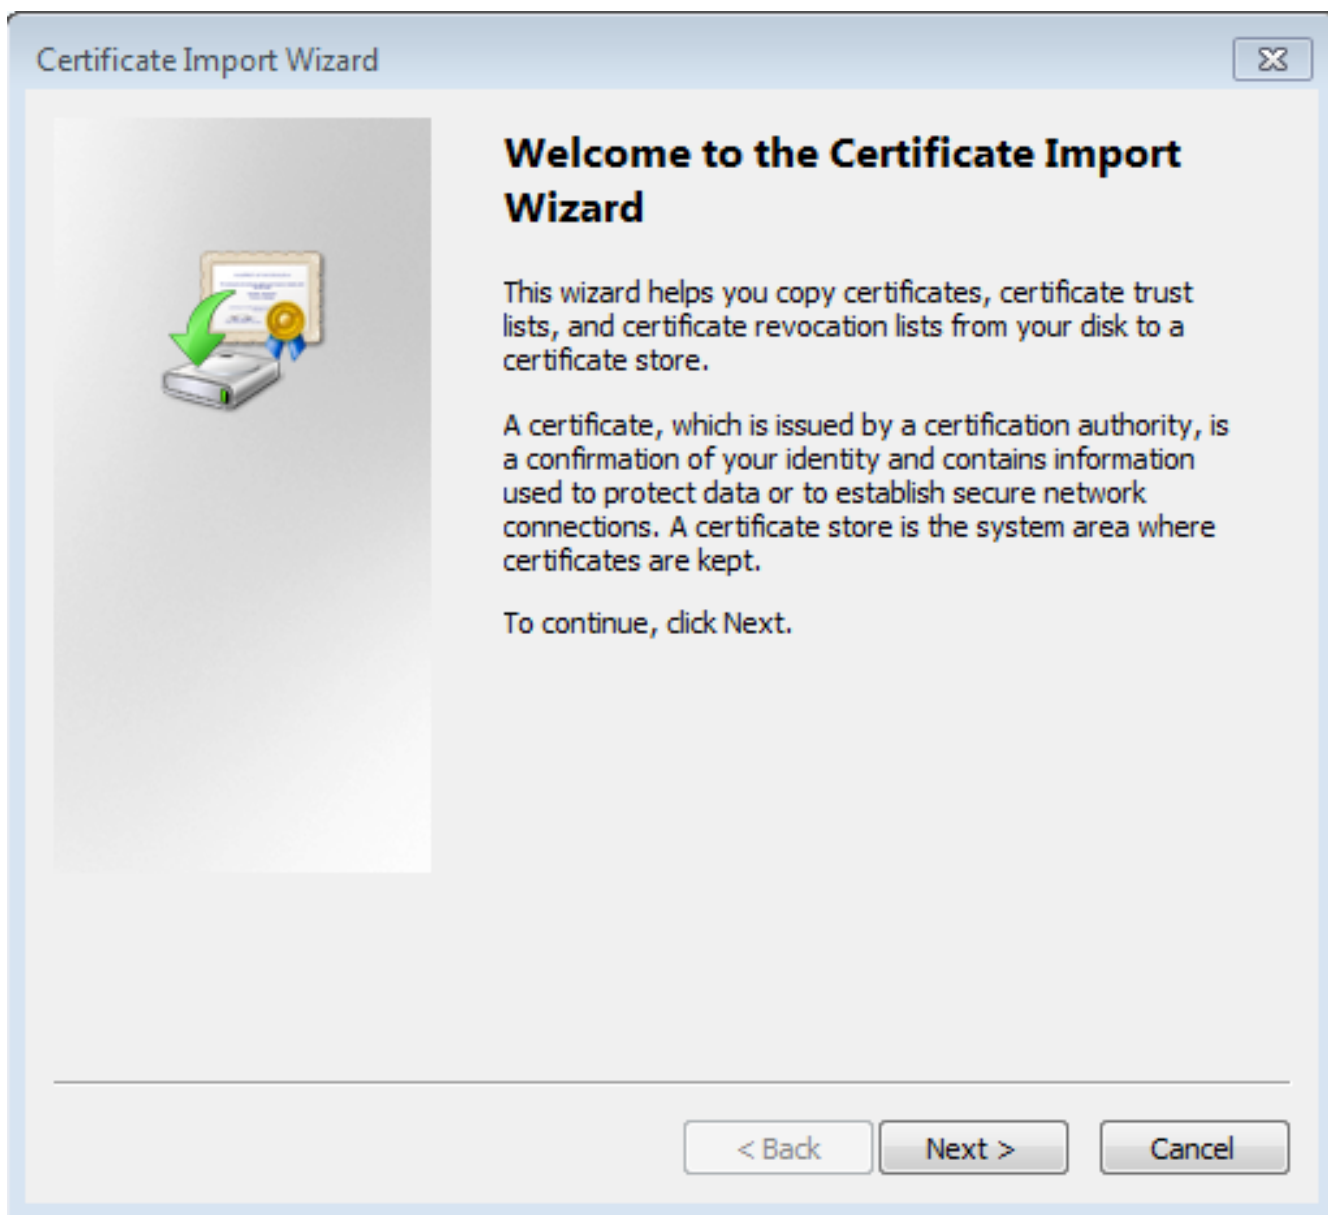 Certificate Import Wizard
Welcome to the Certificate Import
Wizard
This wizard helps you copy certificates, certificate trust
lists, and certificate revocation lists from your disk to a
certificate store.
A certificate, which is issued by a certification authority, is
a confirmation of your identity and contains information
used to protect data or to establish secure network
connections. A certificate store is the system area where
certificates are kept.
To continue, click Next.
< Back
Next >
Cancel